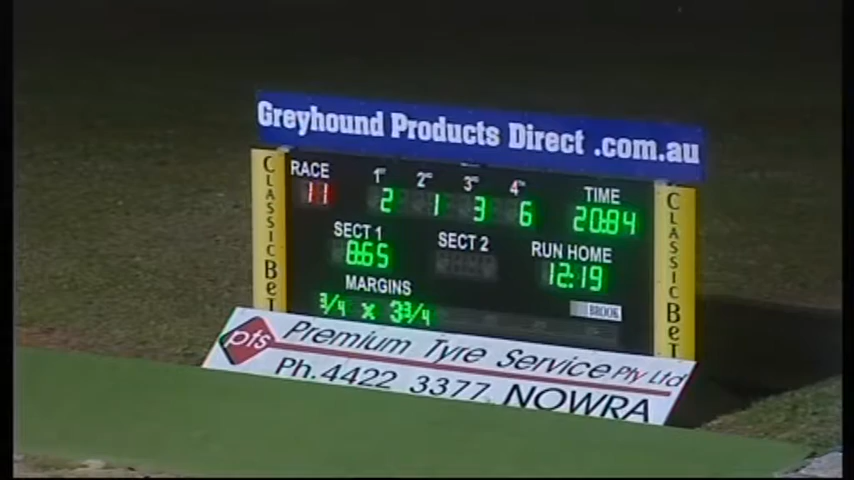 Greyhound Products Direct .com.au
CLASSICBET
RACE 1ST 2ND 3RD 4TH TIME
11 2 1 3 6 20:84
SECT 1 SECT 2 RUN HOME
8:65 12:19
MARGINS
3/4 x 3 3/4
BROOK
CLASSICBET
pts Premium Tyre Service Pty Ltd
Ph. 4422 3377 NOWRA